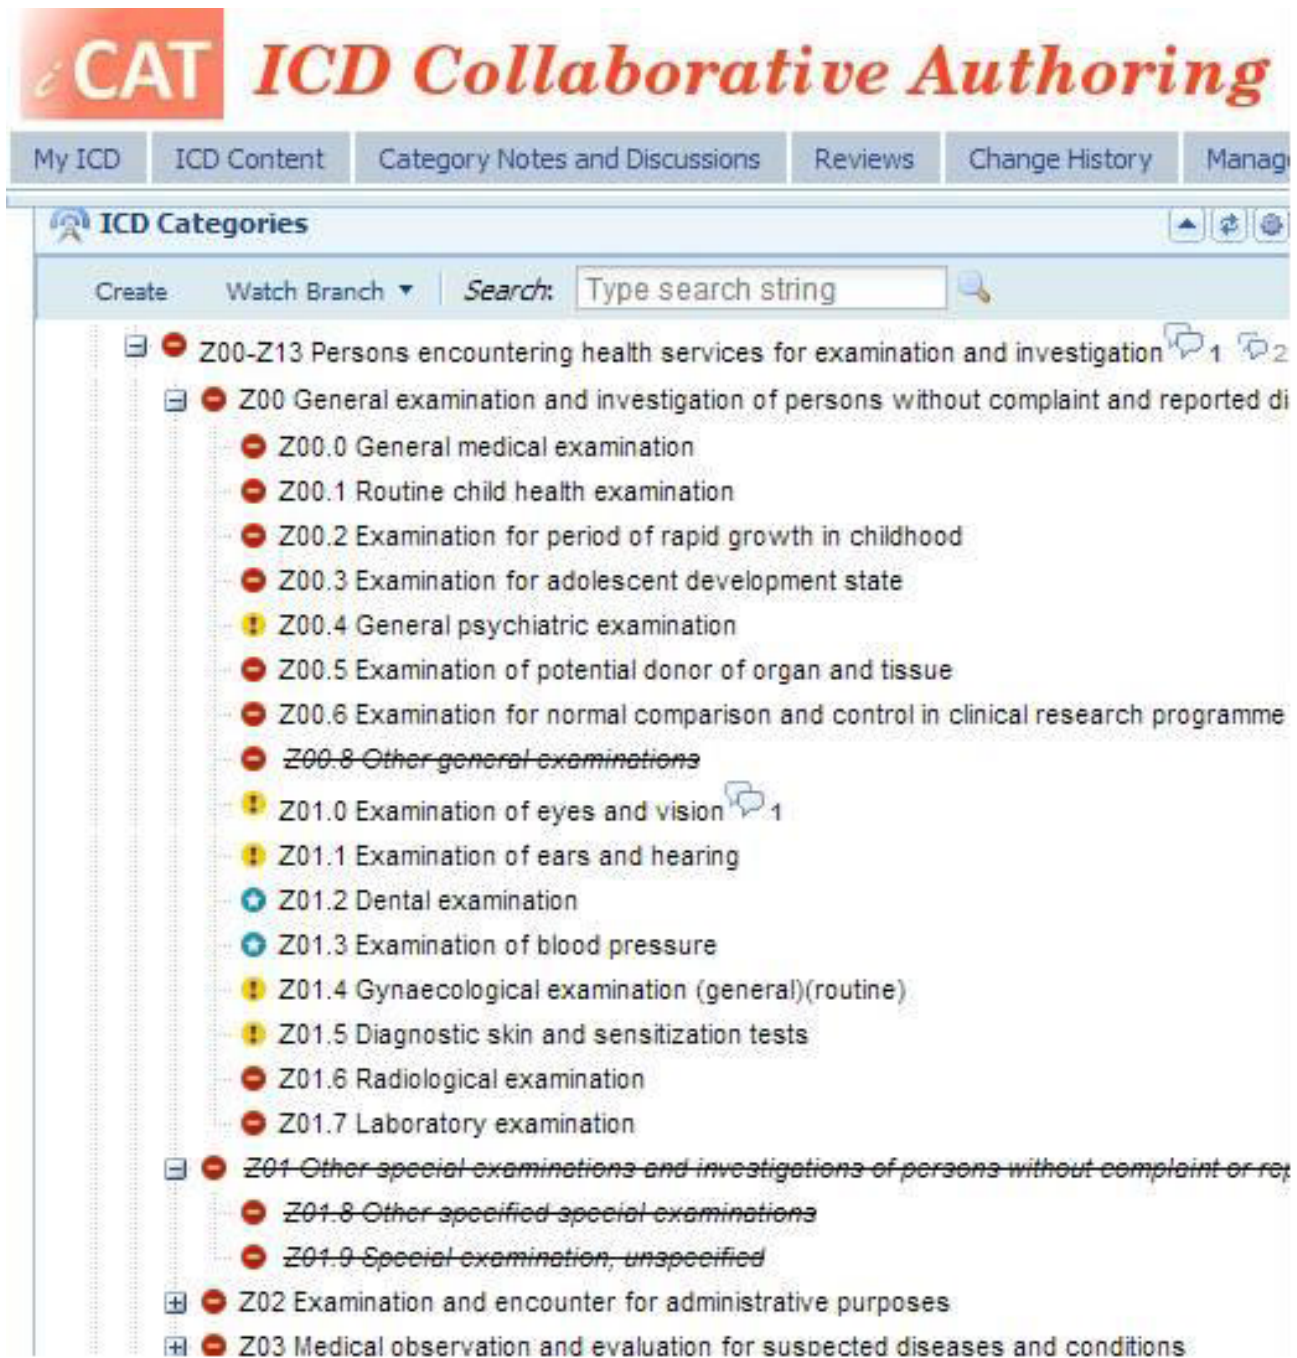 iCAT ICD Collaborative Authoring
My ICD ICD Content Category Notes and Discussions Reviews Change History Manag
ICD Categories
Create Watch Branch Search: Type search string
Z00-Z13 Persons encountering health services for examination and investigation 1 2
Z00 General examination and investigation of persons without complaint and reported di
Z00.0 General medical examination
Z00.1 Routine child health examination
Z00.2 Examination for period of rapid growth in childhood
Z00.3 Examination for adolescent development state
Z00.4 General psychiatric examination
Z00.5 Examination of potential donor of organ and tissue
Z00.6 Examination for normal comparison and control in clinical research programme
Z00.8 Other general examinations
Z01.0 Examination of eyes and vision 1
Z01.1 Examination of ears and hearing
Z01.2 Dental examination
Z01.3 Examination of blood pressure
Z01.4 Gynaecological examination (general)(routine)
Z01.5 Diagnostic skin and sensitization tests
Z01.6 Radiological examination
Z01.7 Laboratory examination
Z01 Other special examinations and investigations of persons without complaint or rep
Z01.8 Other specified special examinations
Z01.9 Special examination, unspecified
Z02 Examination and encounter for administrative purposes
Z03 Medical observation and evaluation for suspected diseases and conditions